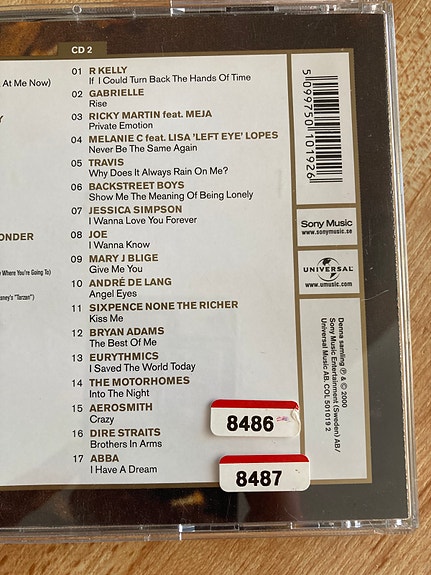 CD 2
At Me Now)
01 R KELLY
If I Could Turn Back The Hands Of Time
02 GABRIELLE
Rise
03 RICKY MARTIN feat. MEJA
Private Emotion
04 MELANIE C feat. LISA 'LEFT EYE' LOPES
Never Be The Same Again
05 TRAVIS
Why Does It Always Rain On Me?
06 BACKSTREET BOYS
Show Me The Meaning Of Being Lonely
07 JESSICA SIMPSON
I Wanna Love You Forever
ONDER
08 JOE
I Wanna Know
09 MARY J BLIGE
Give Me You
Where You're Going To)
10 ANDRÉ DE LANG
Angel Eyes
sney's "Tarzan")
11 SIXPENCE NONE THE RICHER
Kiss Me
12 BRYAN ADAMS
The Best Of Me
13 EURYTHMICS
I Saved The World Today
14 THE MOTORHOMES
Into The Night
15 AEROSMITH
Crazy
16 DIRE STRAITS
Brothers In Arms
17 ABBA
I Have A Dream
5099750101926
Sony Music
www.sonymusic.se
UNIVERSAL
www.umusic.com
Denna samling ℗ & © 2000
Sony Music Entertainment (Sweden) AB/
Universal Music AB. COL 501019 2
8486
8487